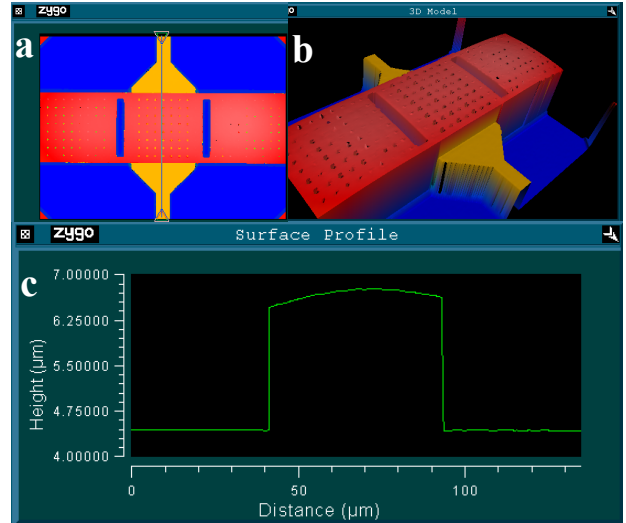 zygo
a
3D Model
b
zygo
Surface Profile
c
7.00000
6.25000
5.50000
4.75000
4.00000
Height (µm)
0
50
100
Distance (µm)